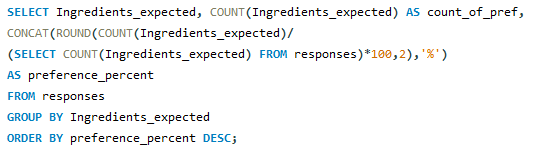 SELECT Ingredients_expected, COUNT(Ingredients_expected) AS count_of_pref,
CONCAT(ROUND(COUNT(Ingredients_expected)/
(SELECT COUNT(Ingredients_expected) FROM responses)*100,2),'%')
AS preference_percent
FROM responses
GROUP BY Ingredients_expected
ORDER BY preference_percent DESC;